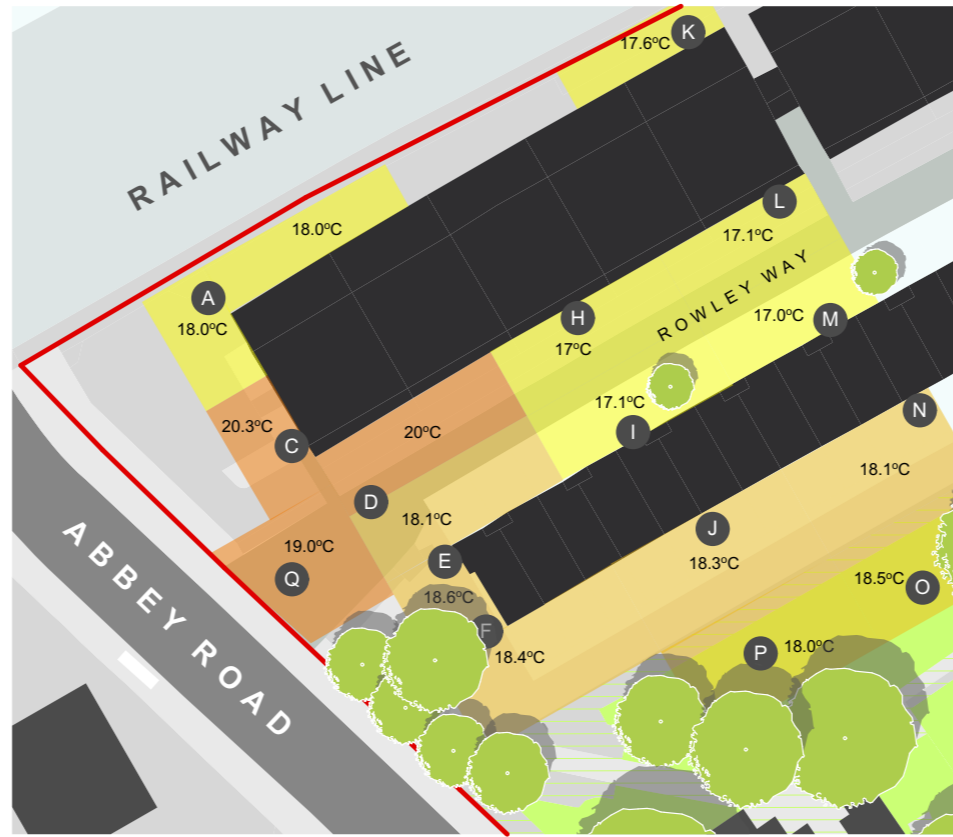 17.6ºC
K
RAILWAY LINE
18.0ºC
A
18.0ºC
L
17.1ºC
ROWLEY WAY
H
17ºC
17.0ºC
M
20.3ºC
C
20ºC
17.1ºC
I
N
D
18.1ºC
18.1ºC
J
18.3ºC
19.0ºC
Q
E
18.6ºC
F
18.4ºC
18.5ºC
O
P
18.0ºC
ABBEY ROAD